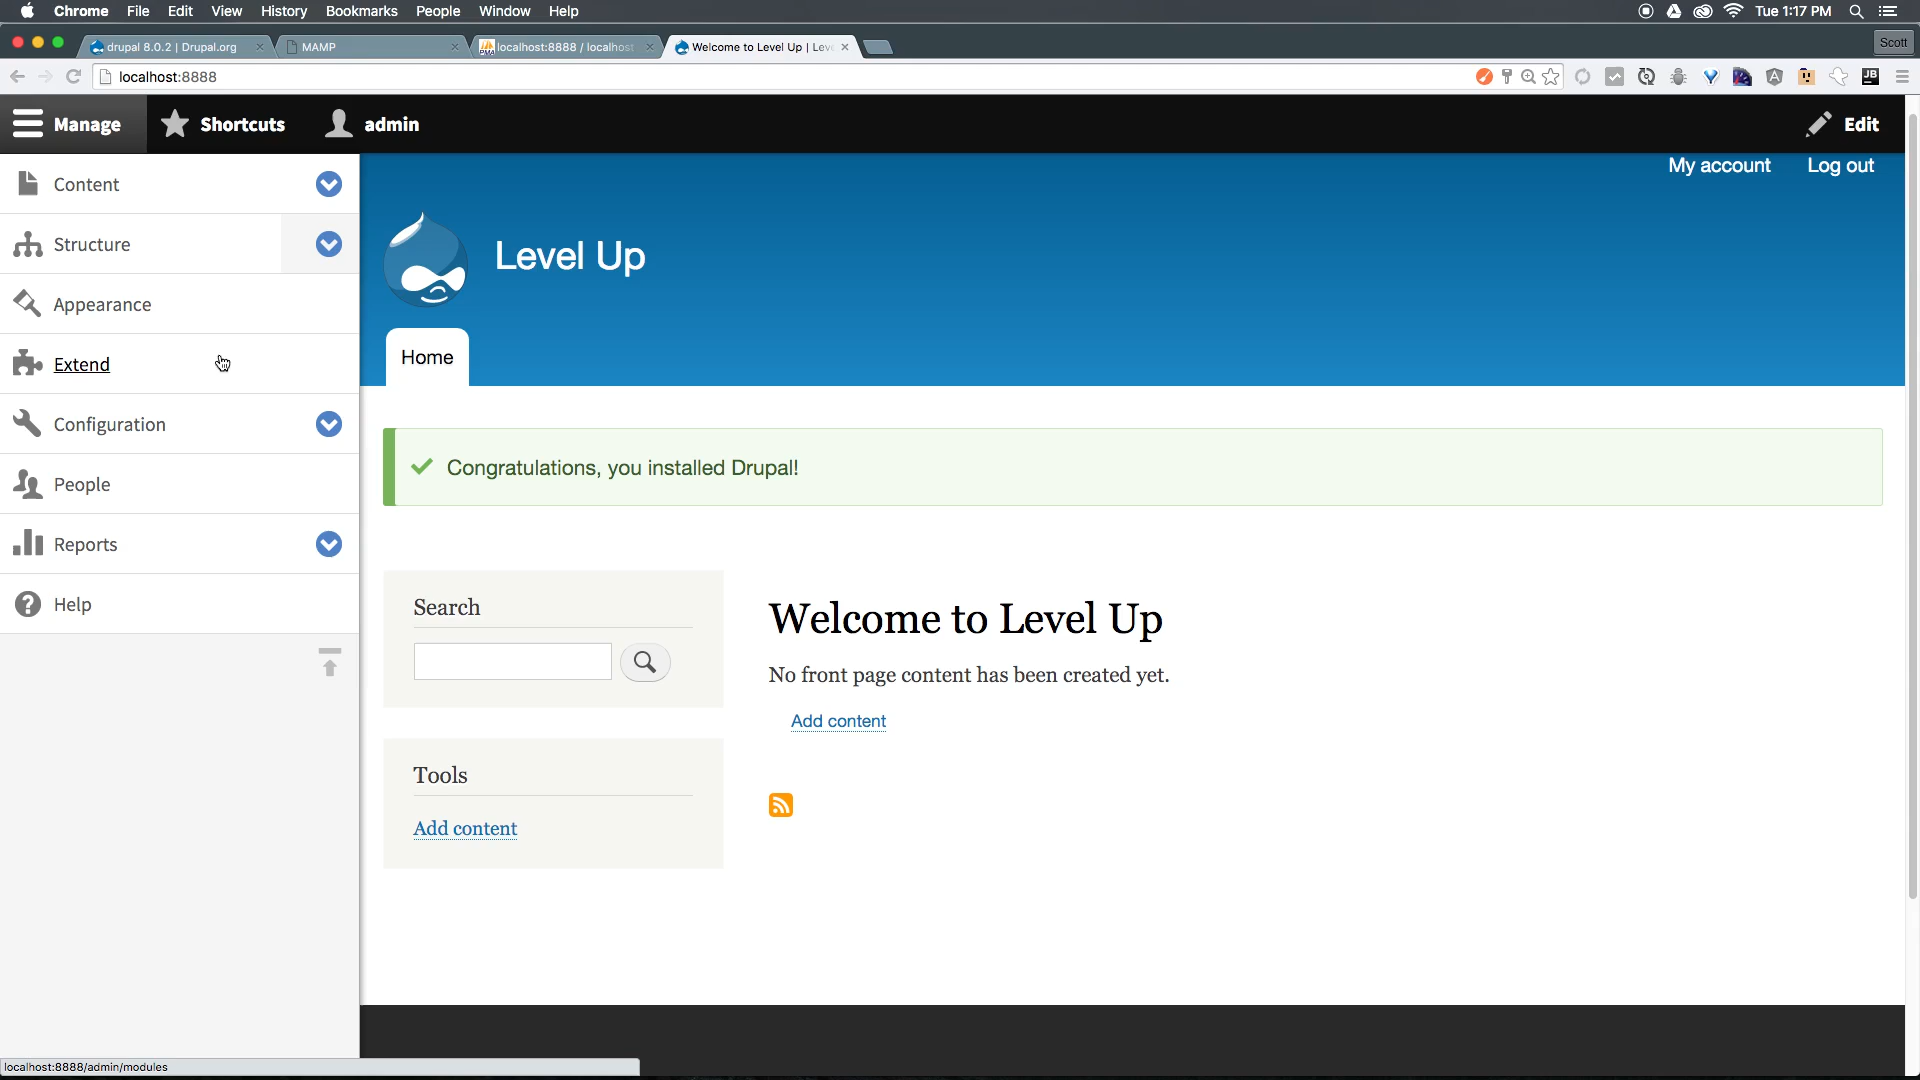 Chrome File Edit View History Bookmarks People Window Help Tue 1:17 PM
drupal 8.0.2 | Drupal.org MAMP localhost:8888 / localhost Welcome to Level Up | Leve Scott
localhost:8888 JB
Manage Shortcuts admin Edit
My account Log out
Content
Structure
Appearance
Extend
Configuration
People
Reports
Help
Level Up
Home
Congratulations, you installed Drupal!
Search
Tools
Add content
Welcome to Level Up
No front page content has been created yet.
Add content
localhost:8888/admin/modules